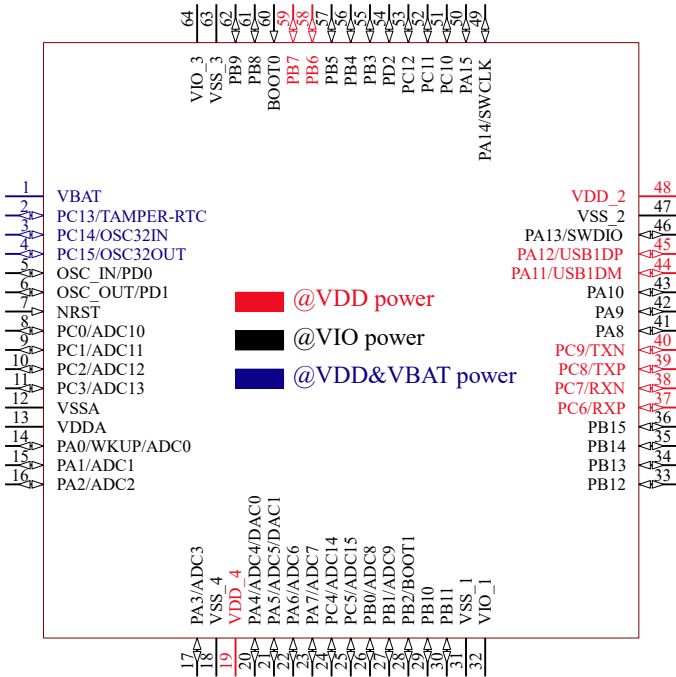 64 VIO_3
63 VSS_3
62 PB9
61 PB8
60 BOOT0
59 PB7
58 PB6
57 PB5
56 PB4
55 PB3
54 PD2
53 PC12
52 PC11
51 PC10
50 PA15
49 PA14/SWCLK
1 VBAT
2 PC13/TAMPER-RTC
3 PC14/OSC32IN
4 PC15/OSC32OUT
5 OSC_IN/PD0
6 OSC_OUT/PD1
7 NRST
8 PC0/ADC10
9 PC1/ADC11
10 PC2/ADC12
11 PC3/ADC13
12 VSSA
13 VDDA
14 PA0/WKUP/ADC0
15 PA1/ADC1
16 PA2/ADC2
@VDD power
@VIO power
@VDD&VBAT power
VDD_2 48
VSS_2 47
PA13/SWDIO 46
PA12/USB1DP 45
PA11/USB1DM 44
PA10 43
PA9 42
PA8 41
PC9/TXN 40
PC8/TXP 39
PC7/RXN 38
PC6/RXP 37
PB15 36
PB14 35
PB13 34
PB12 33
17 PA3/ADC3
18 VSS_4
19 VDD_4
20 PA4/ADC4/DAC0
21 PA5/ADC5/DAC1
22 PA6/ADC6
23 PA7/ADC7
24 PC4/ADC14
25 PC5/ADC15
26 PB0/ADC8
27 PB1/ADC9
28 PB2/BOOT1
29 PB10
30 PB11
31 VSS_1
32 VIO_1